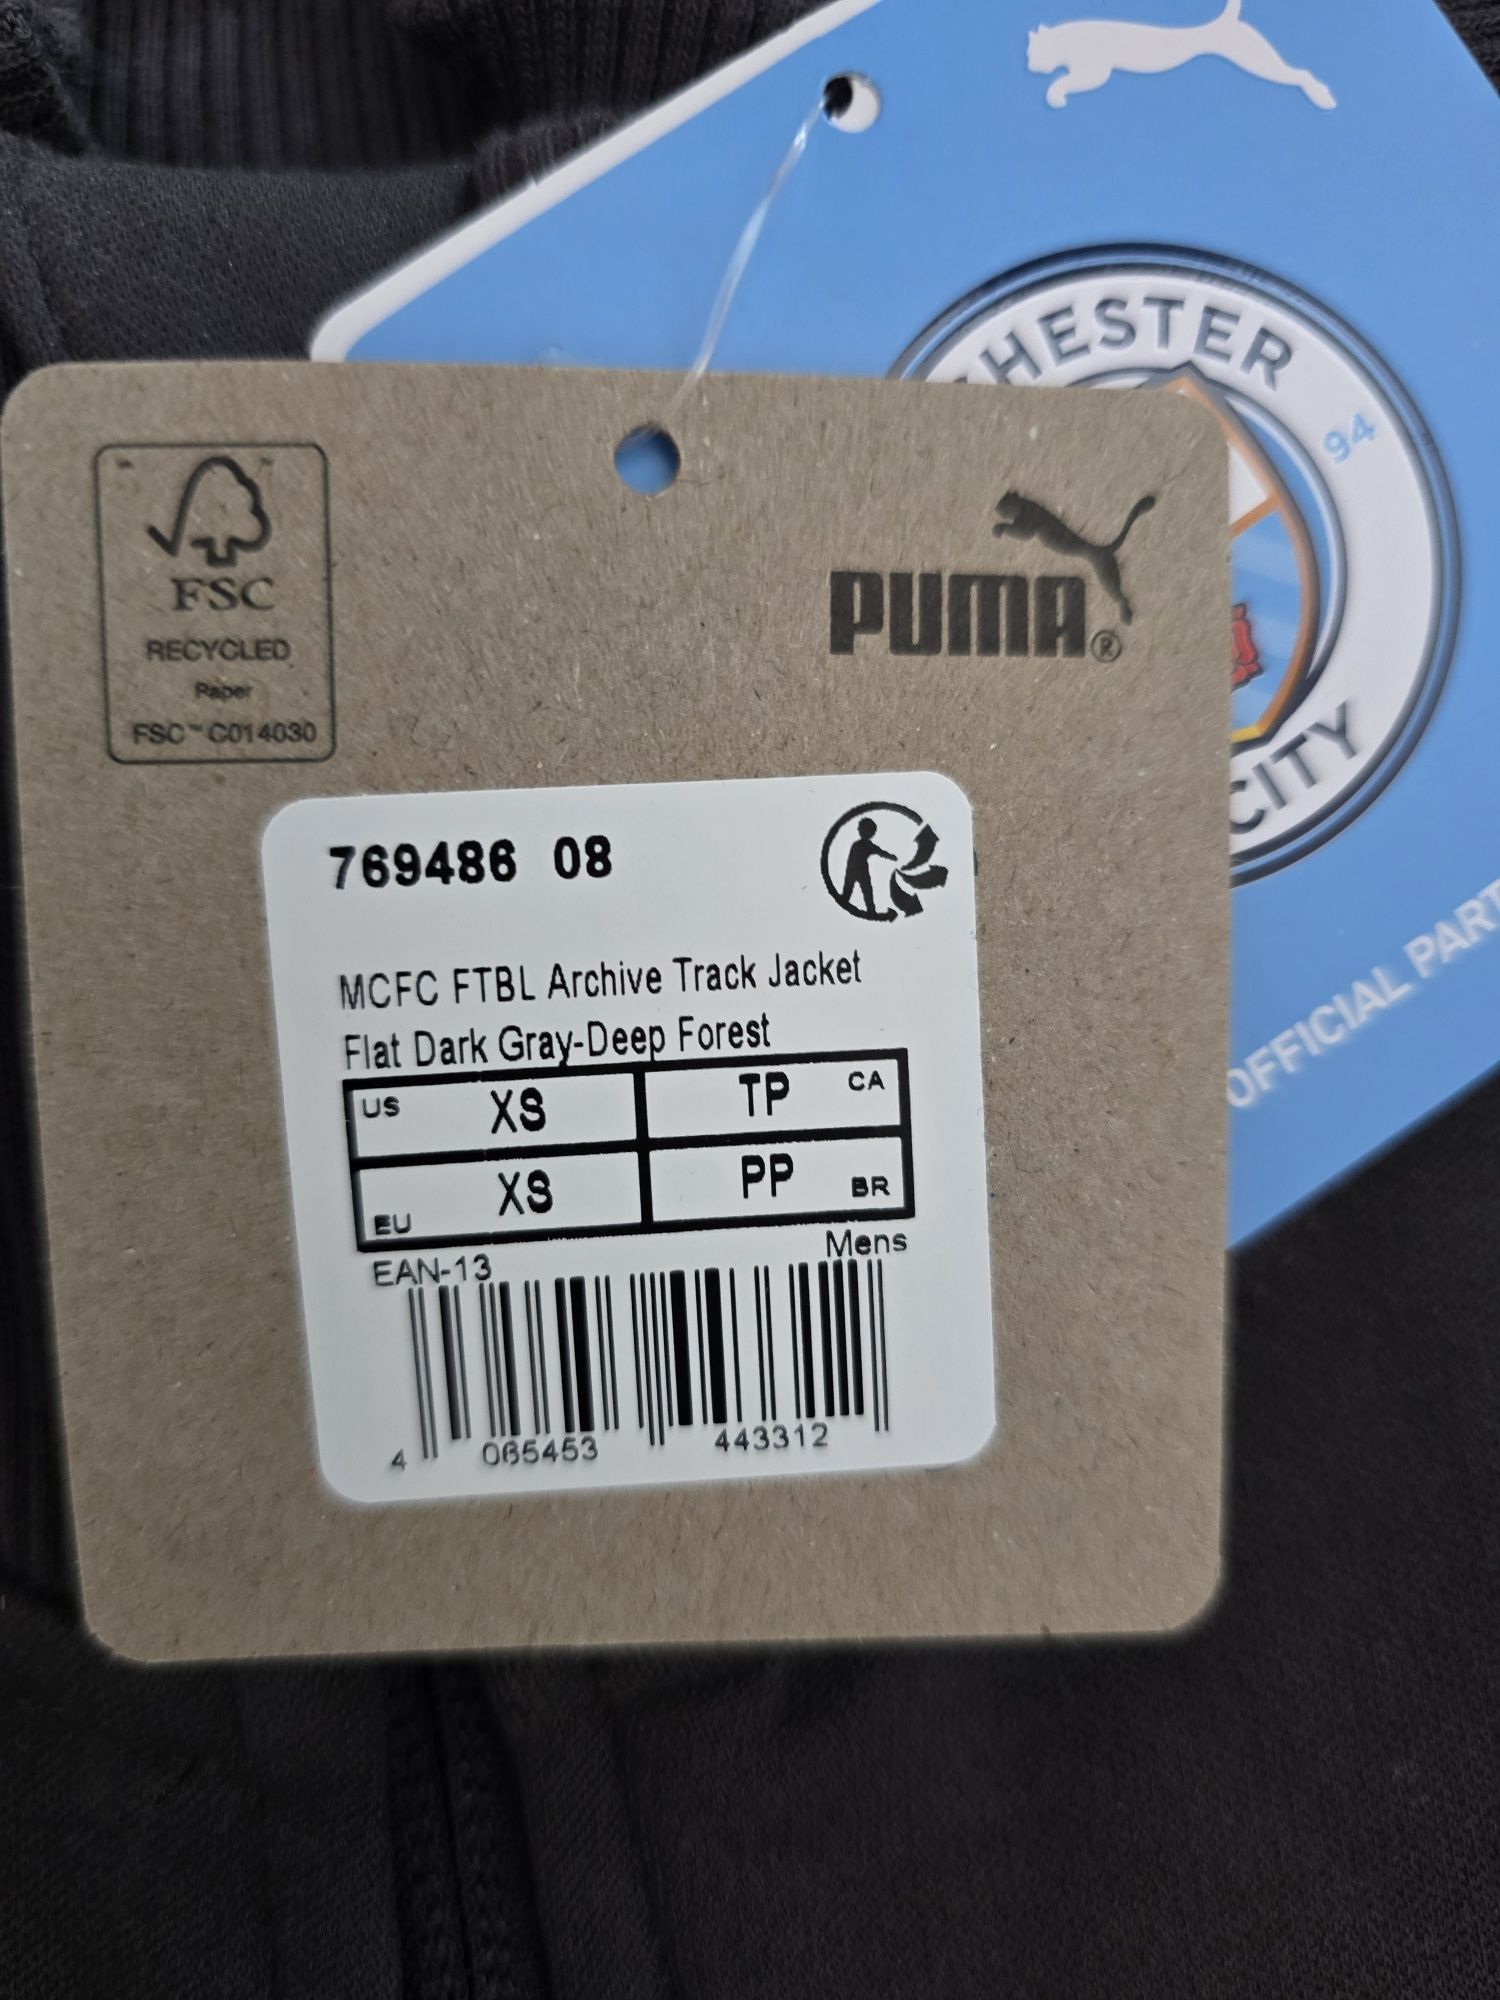 HESTER
94
CITY
OFFICIAL PART
FSC
RECYCLED
Paper
FSC™ C014030
PUMA®
769486 08
MCFC FTBL Archive Track Jacket
Flat Dark Gray-Deep Forest
US XS TP CA
EU XS PP BR
EAN-13 Mens
4 065453 443312